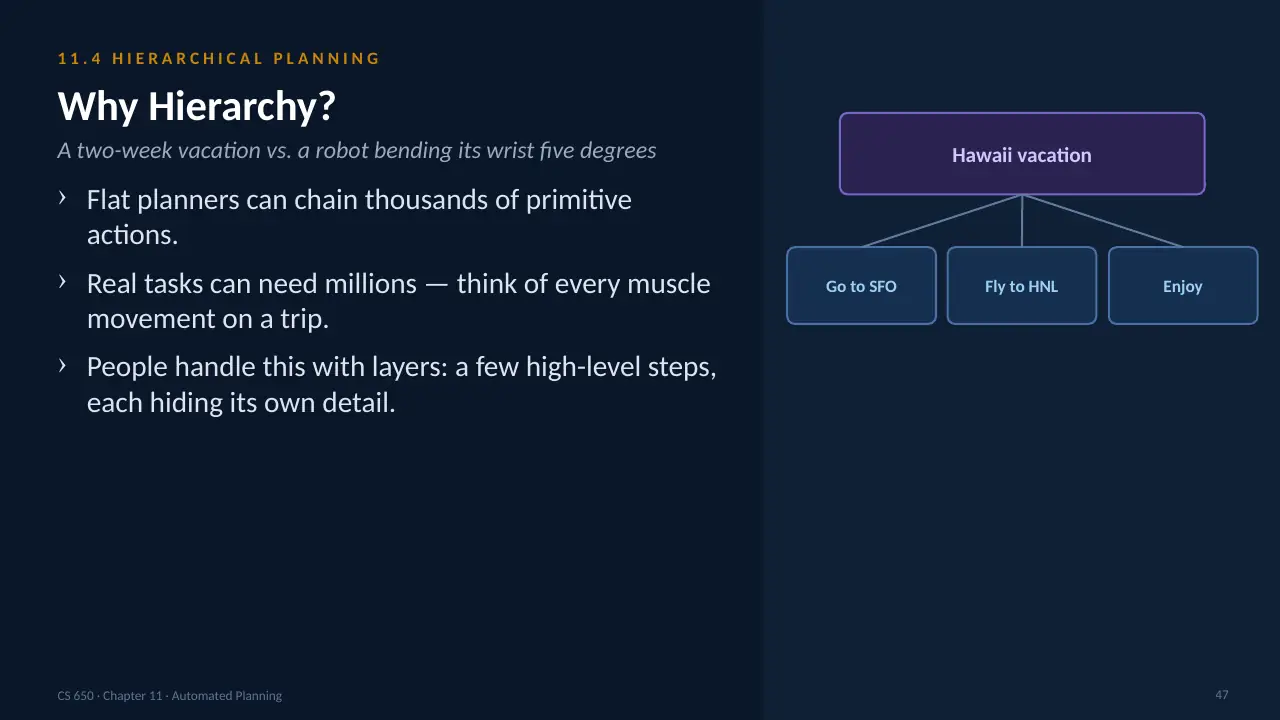 11.4 HIERARCHICAL PLANNING
Why Hierarchy?
A two-week vacation vs. a robot bending its wrist five degrees
› Flat planners can chain thousands of primitive
actions.
› Real tasks can need millions — think of every muscle
movement on a trip.
› People handle this with layers: a few high-level steps,
each hiding its own detail.
Hawaii vacation
Go to SFO
Fly to HNL
Enjoy
CS 650 · Chapter 11 · Automated Planning
47